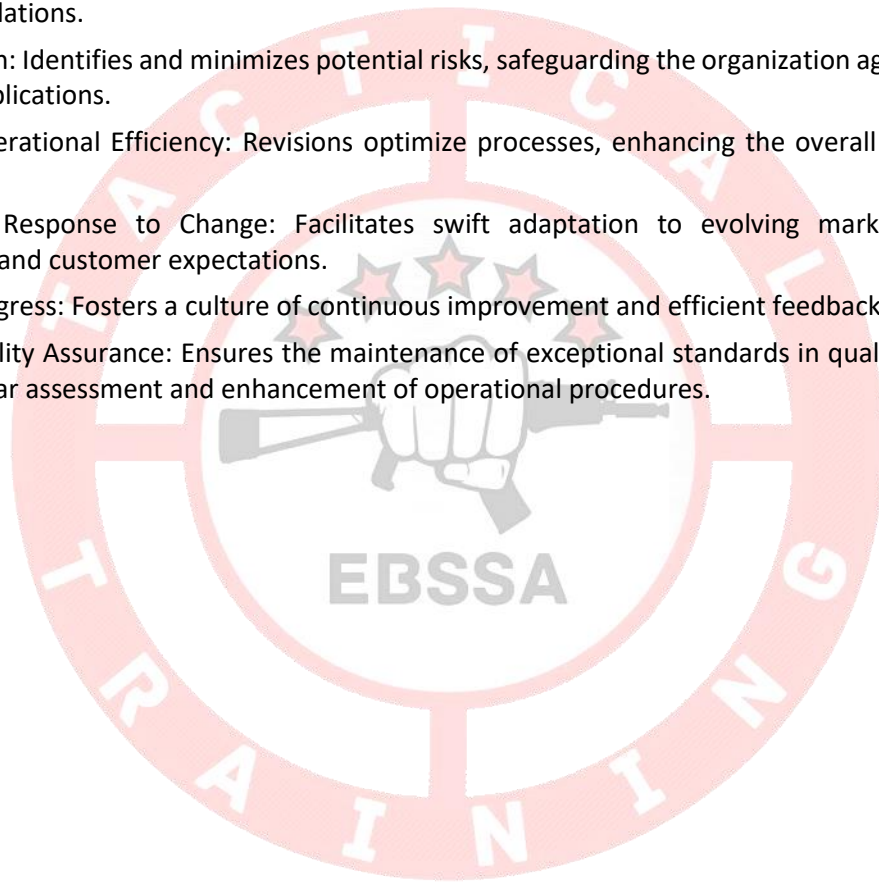 lations.
n: Identifies and minimizes potential risks, safeguarding the organization ag
plications.
erational Efficiency: Revisions optimize processes, enhancing the overall
Response to Change: Facilitates swift adaptation to evolving mark
and customer expectations.
gress: Fosters a culture of continuous improvement and efficient feedback
lity Assurance: Ensures the maintenance of exceptional standards in qual
ar assessment and enhancement of operational procedures.
TACTICAL
EBSSA
TRAINING